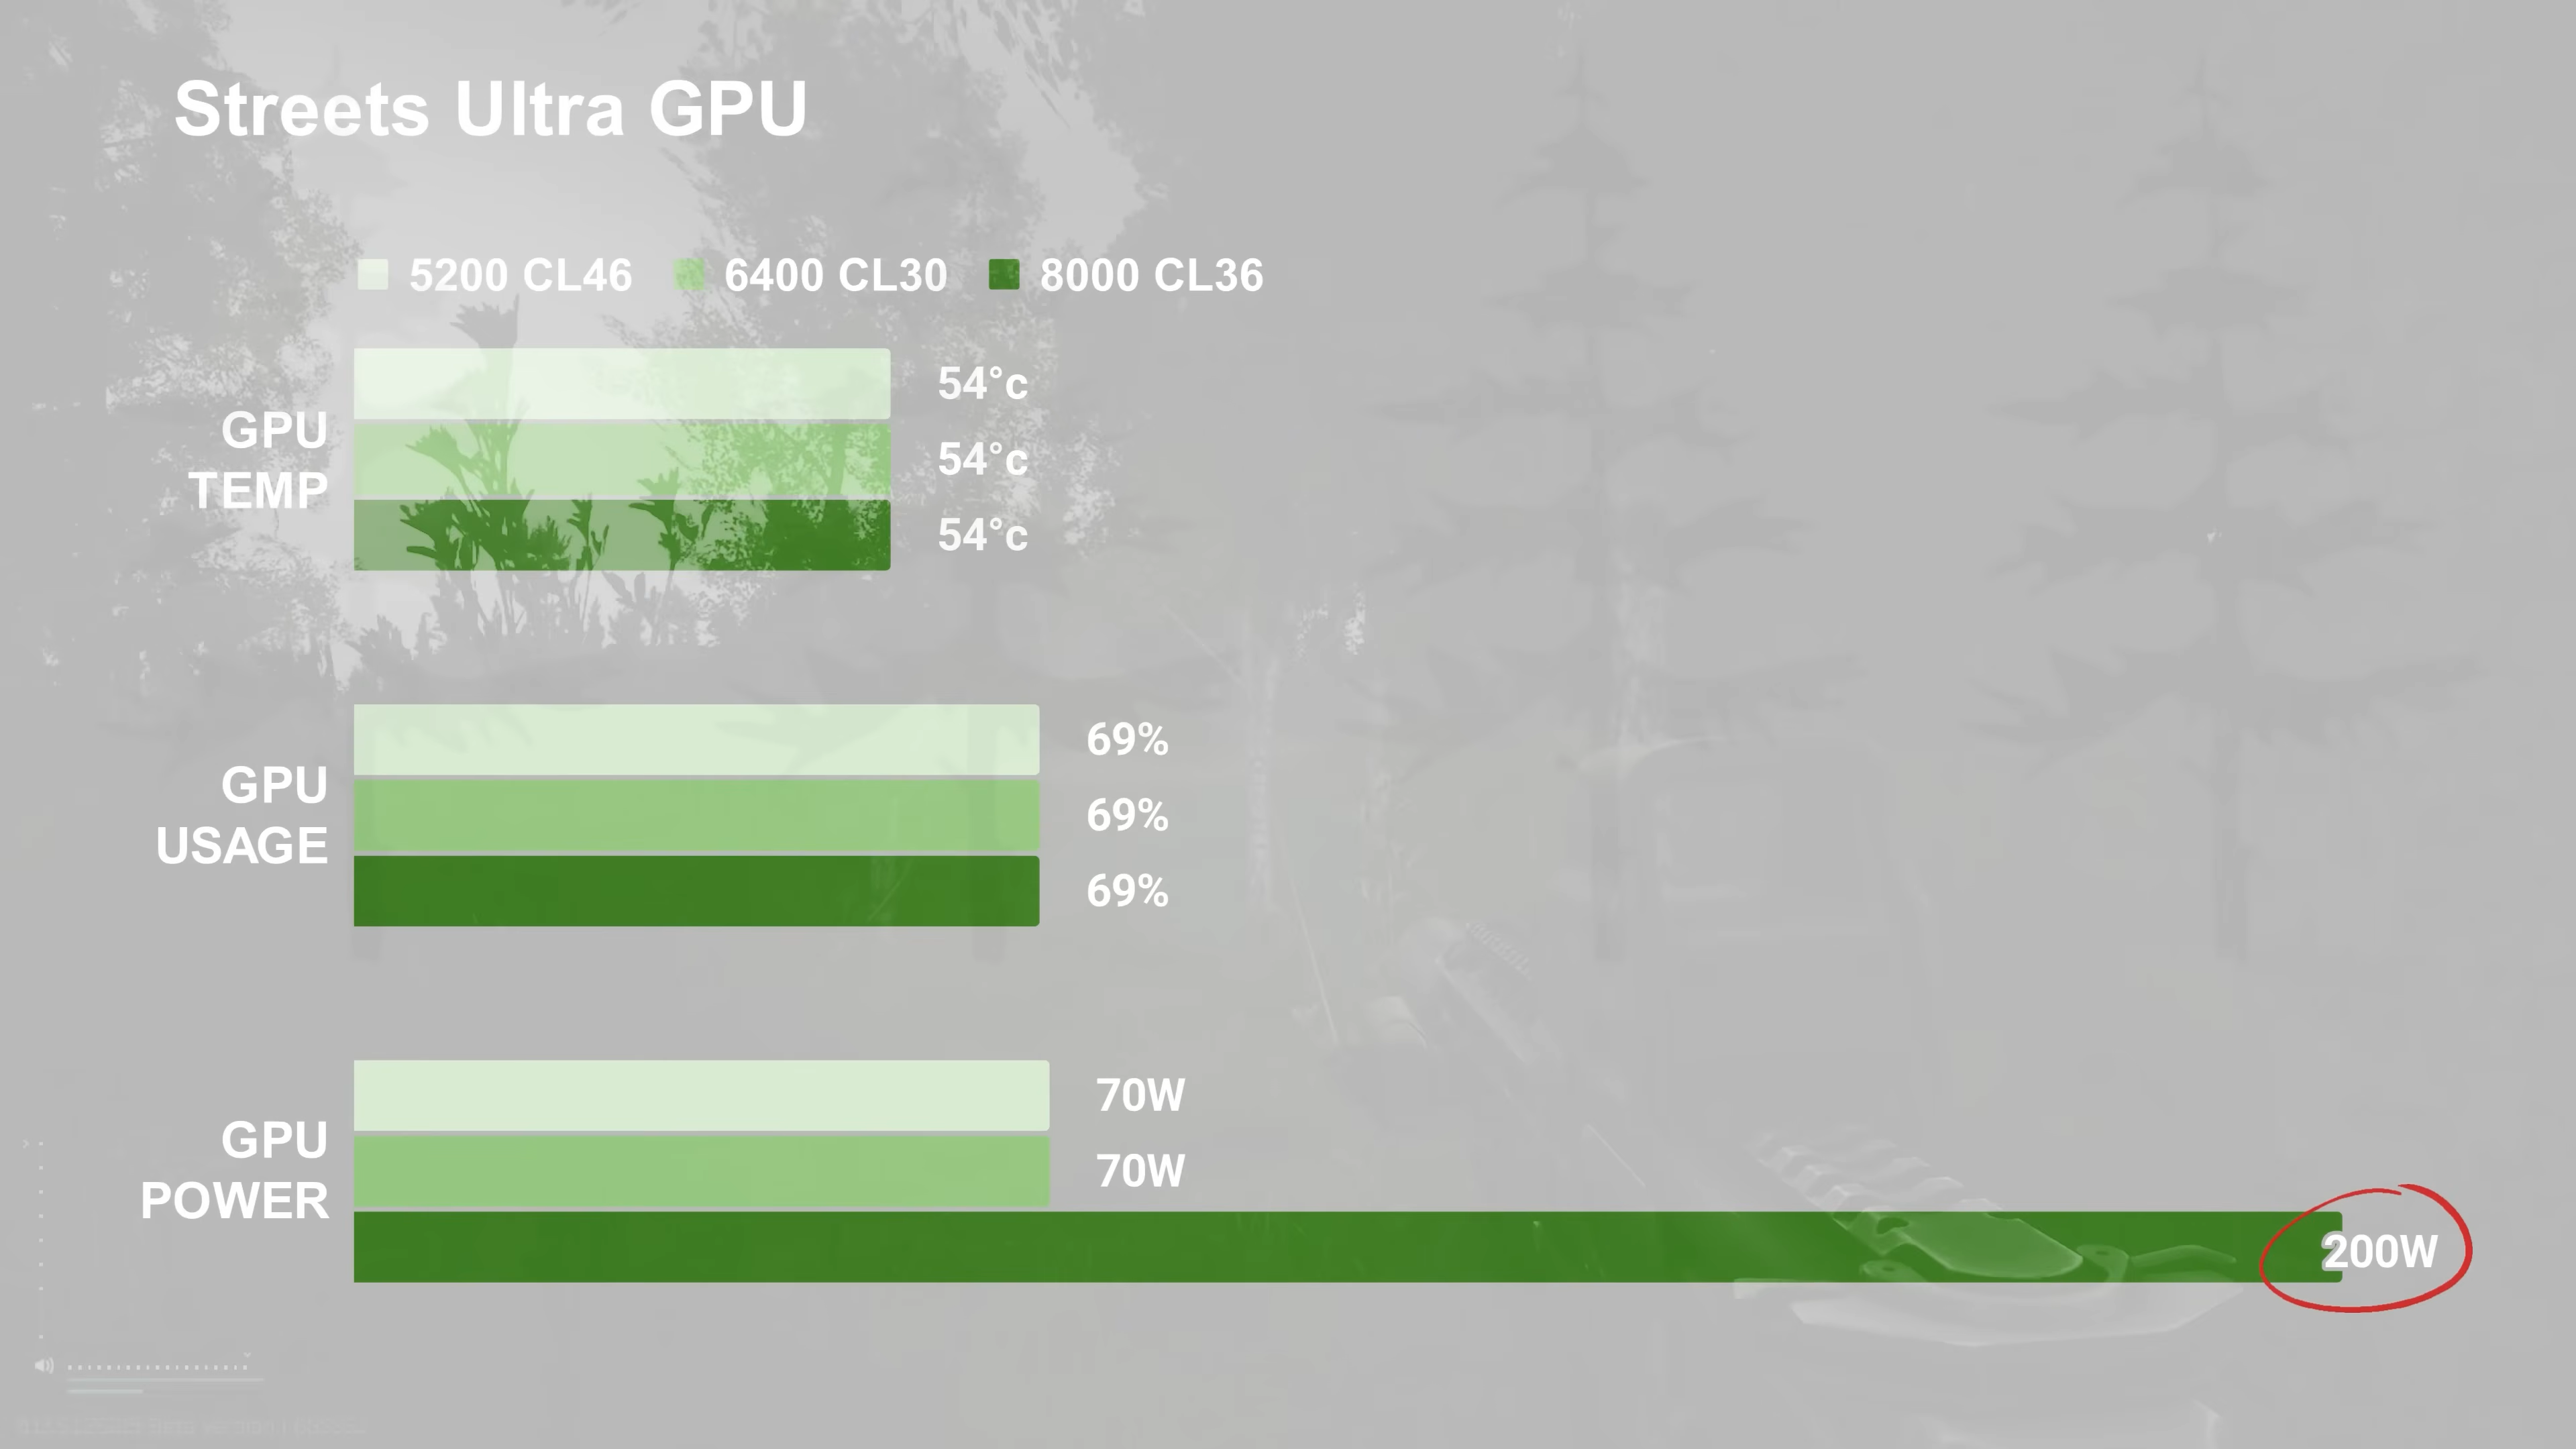 Streets Ultra GPU
5200 CL46 6400 CL30 8000 CL36
GPU
TEMP
54°c
54°c
54°c
GPU
USAGE
69%
69%
69%
GPU
POWER
70W
70W
200W